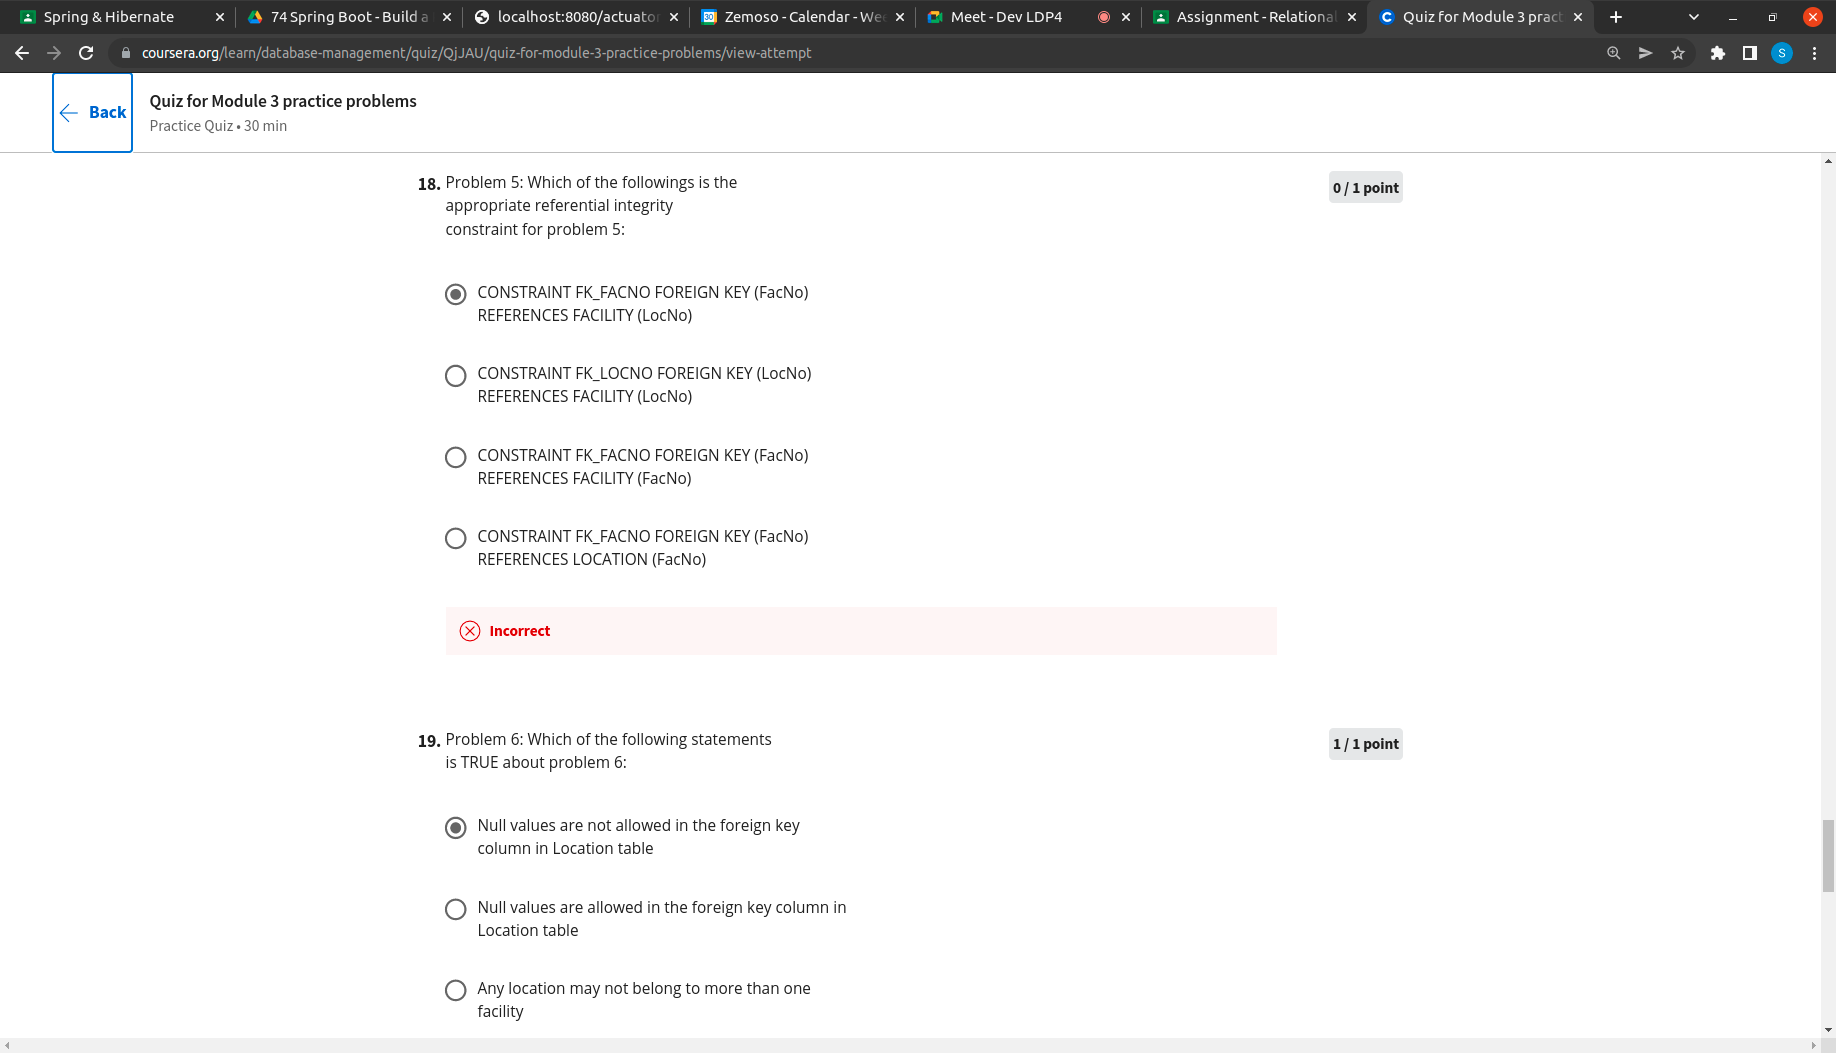 Spring & Hibernate
74 Spring Boot - Build a
localhost:8080/actuator
Zemoso - Calendar - We
Meet - Dev LDP4
Assignment - Relational
Quiz for Module 3 pract
coursera.org/learn/database-management/quiz/QjJAU/quiz-for-module-3-practice-problems/view-attempt
S
Back
Quiz for Module 3 practice problems
Practice Quiz • 30 min
18. Problem 5: Which of the followings is the
appropriate referential integrity
constraint for problem 5:
0 / 1 point
CONSTRAINT FK_FACNO FOREIGN KEY (FacNo)
REFERENCES FACILITY (LocNo)
CONSTRAINT FK_LOCNO FOREIGN KEY (LocNo)
REFERENCES FACILITY (LocNo)
CONSTRAINT FK_FACNO FOREIGN KEY (FacNo)
REFERENCES FACILITY (FacNo)
CONSTRAINT FK_FACNO FOREIGN KEY (FacNo)
REFERENCES LOCATION (FacNo)
Incorrect
19. Problem 6: Which of the following statements
is TRUE about problem 6:
1 / 1 point
Null values are not allowed in the foreign key
column in Location table
Null values are allowed in the foreign key column in
Location table
Any location may not belong to more than one
facility